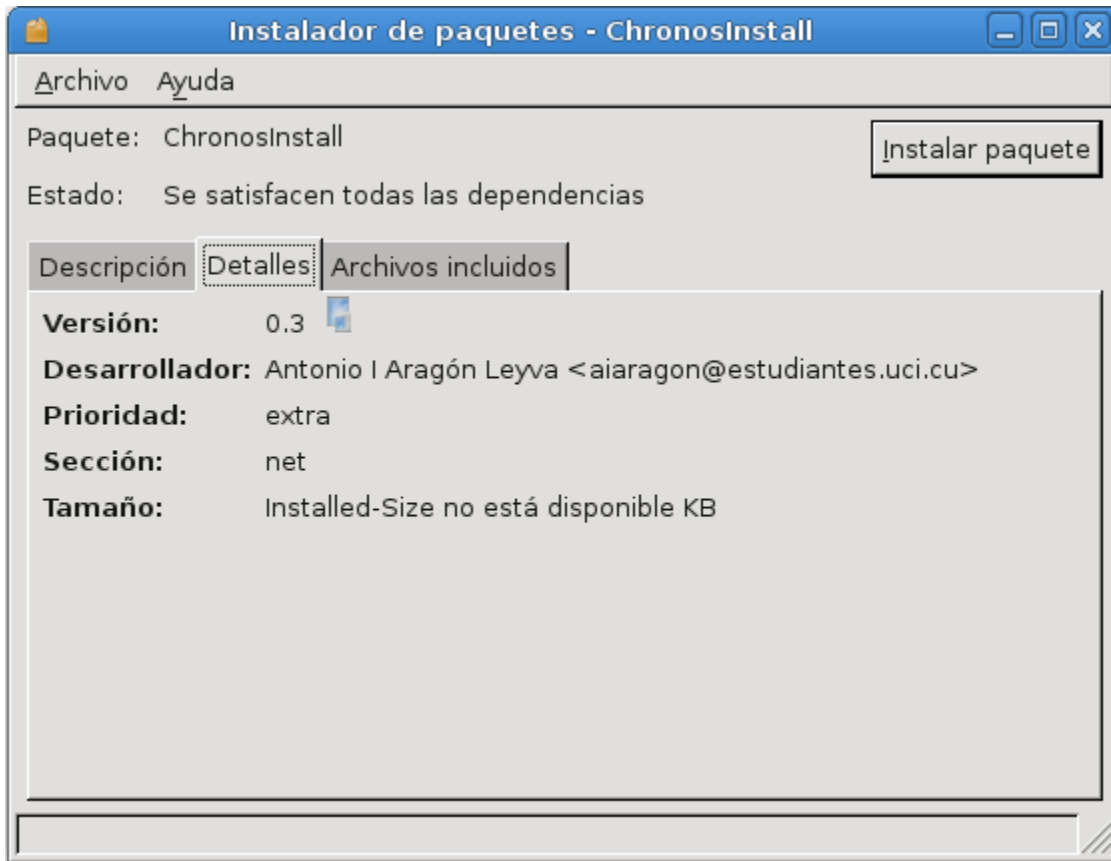 Instalador de paquetes - ChronosInstall
Archivo Ayuda
Paquete: ChronosInstall
Instalar paquete
Estado: Se satisfacen todas las dependencias
Descripción Detalles Archivos incluidos
Versión: 0.3
Desarrollador: Antonio I Aragón Leyva <aiaragon@estudiantes.uci.cu>
Prioridad: extra
Sección: net
Tamaño: Installed-Size no está disponible KB